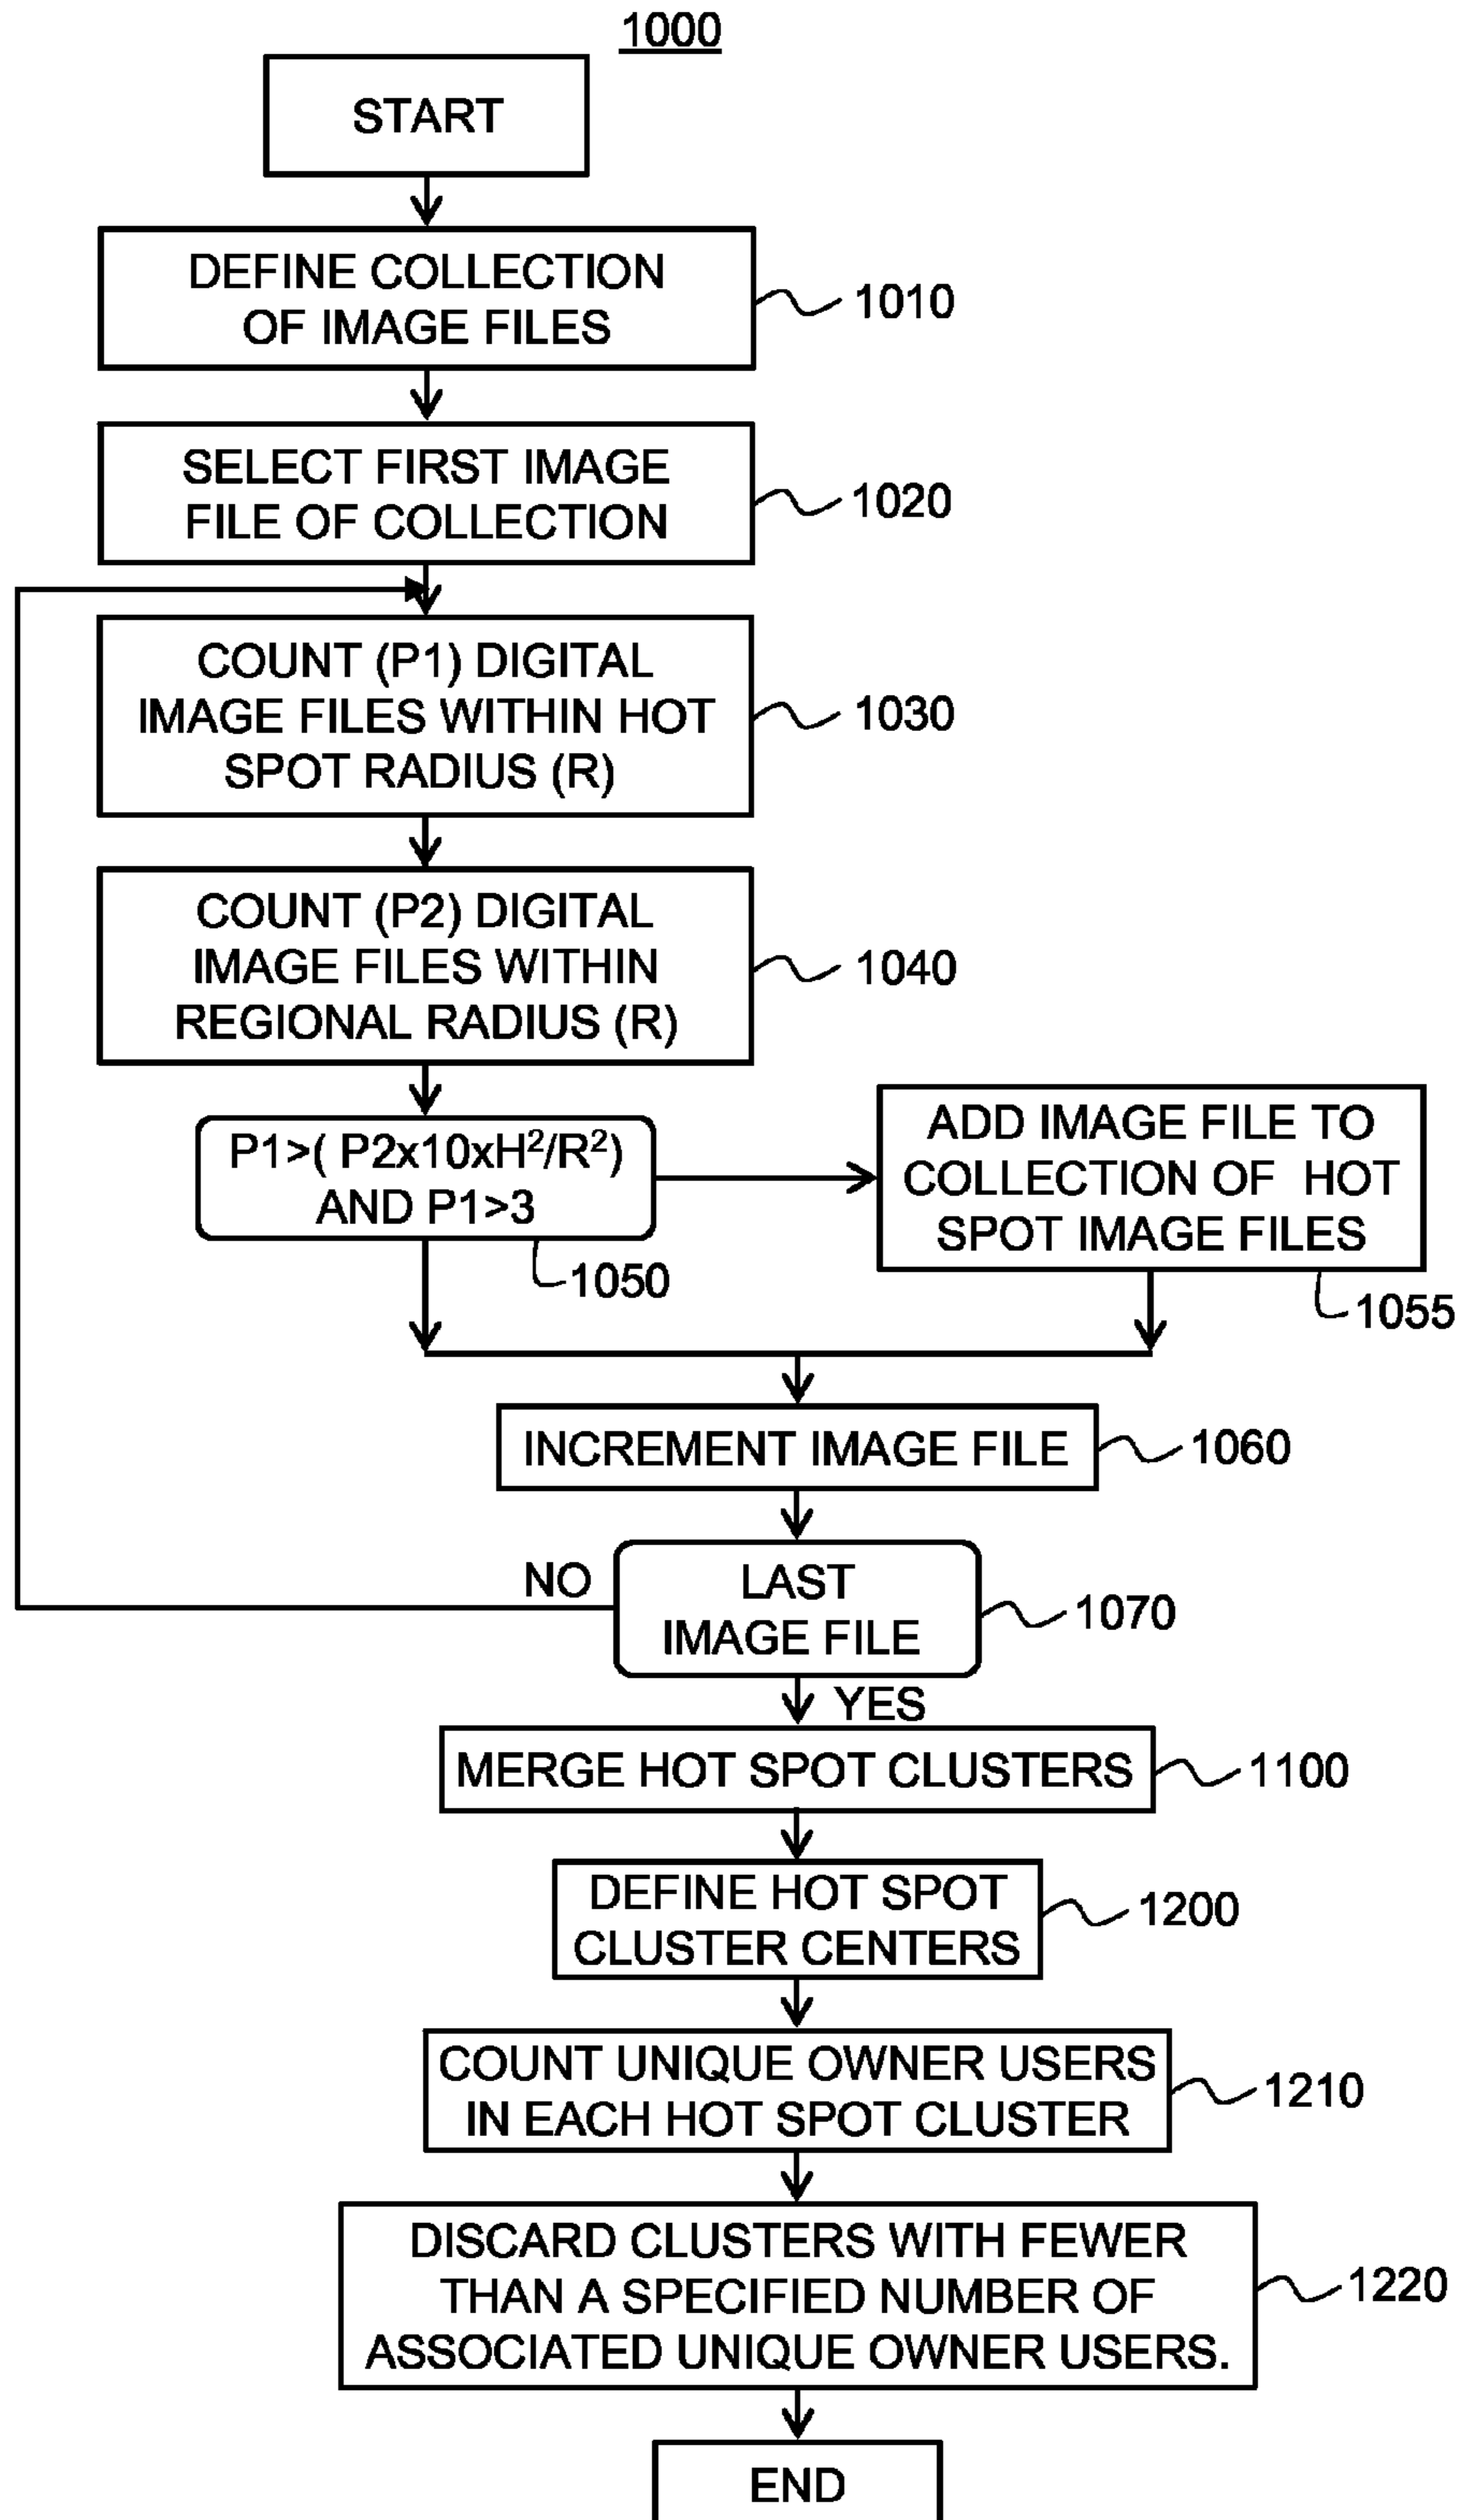 1000
START
DEFINE COLLECTION
OF IMAGE FILES
1010
SELECT FIRST IMAGE
FILE OF COLLECTION
1020
COUNT (P1) DIGITAL
IMAGE FILES WITHIN HOT
SPOT RADIUS (R)
1030
COUNT (P2) DIGITAL
IMAGE FILES WITHIN
REGIONAL RADIUS (R)
1040
P1>( P2x10xH²/R²)
AND P1>3
1050
ADD IMAGE FILE TO
COLLECTION OF HOT
SPOT IMAGE FILES
1055
INCREMENT IMAGE FILE
1060
NO
LAST
IMAGE FILE
1070
YES
MERGE HOT SPOT CLUSTERS
1100
DEFINE HOT SPOT
CLUSTER CENTERS
1200
COUNT UNIQUE OWNER USERS
IN EACH HOT SPOT CLUSTER
1210
DISCARD CLUSTERS WITH FEWER
THAN A SPECIFIED NUMBER OF
ASSOCIATED UNIQUE OWNER USERS.
1220
END